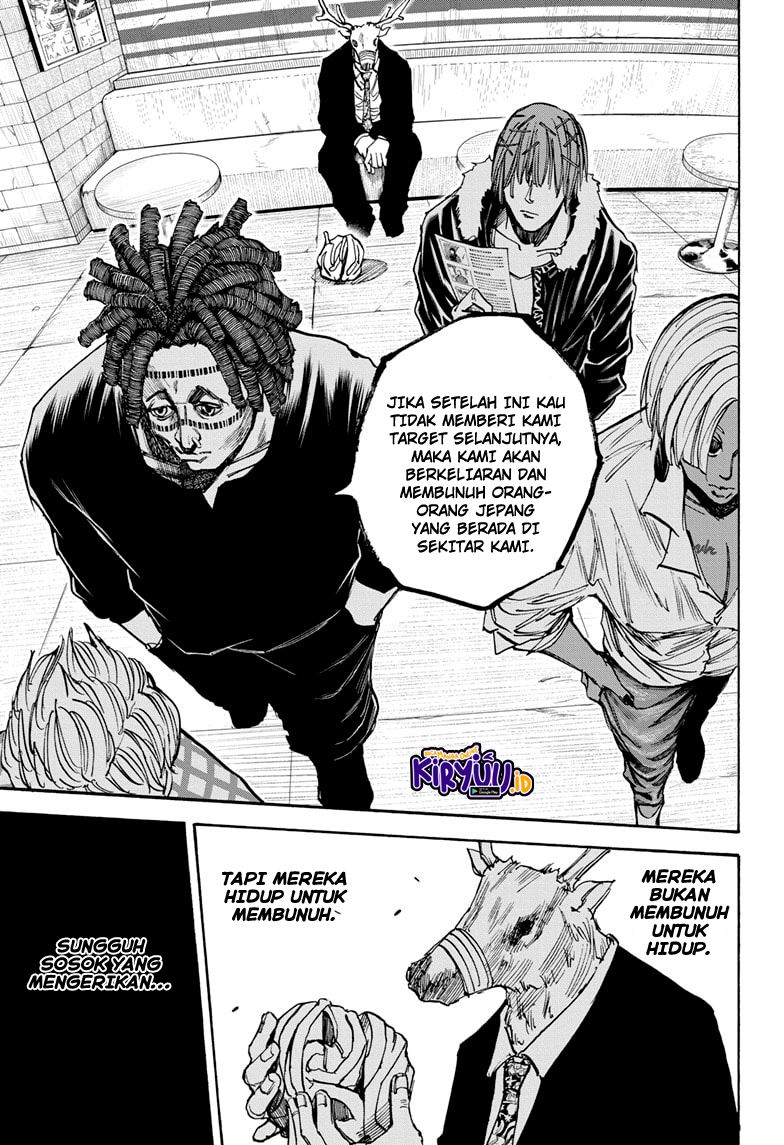 JIKA SETELAH INI KAU
TIDAK MEMBERI KAMI
TARGET SELANJUTNYA,
MAKA KAMI AKAN
BERKELIARAN DAN
MEMBUNUH ORANG-
ORANG JEPANG
YANG BERADA DI
SEKITAR KAMI.
KIRYUU.ID
Google Play
MEREKA
BUKAN
MEMBUNUH
UNTUK
HIDUP.
TAPI MEREKA
HIDUP UNTUK
MEMBUNUH.
SUNGGUH
SOSOK YANG
MENGERIKAN...